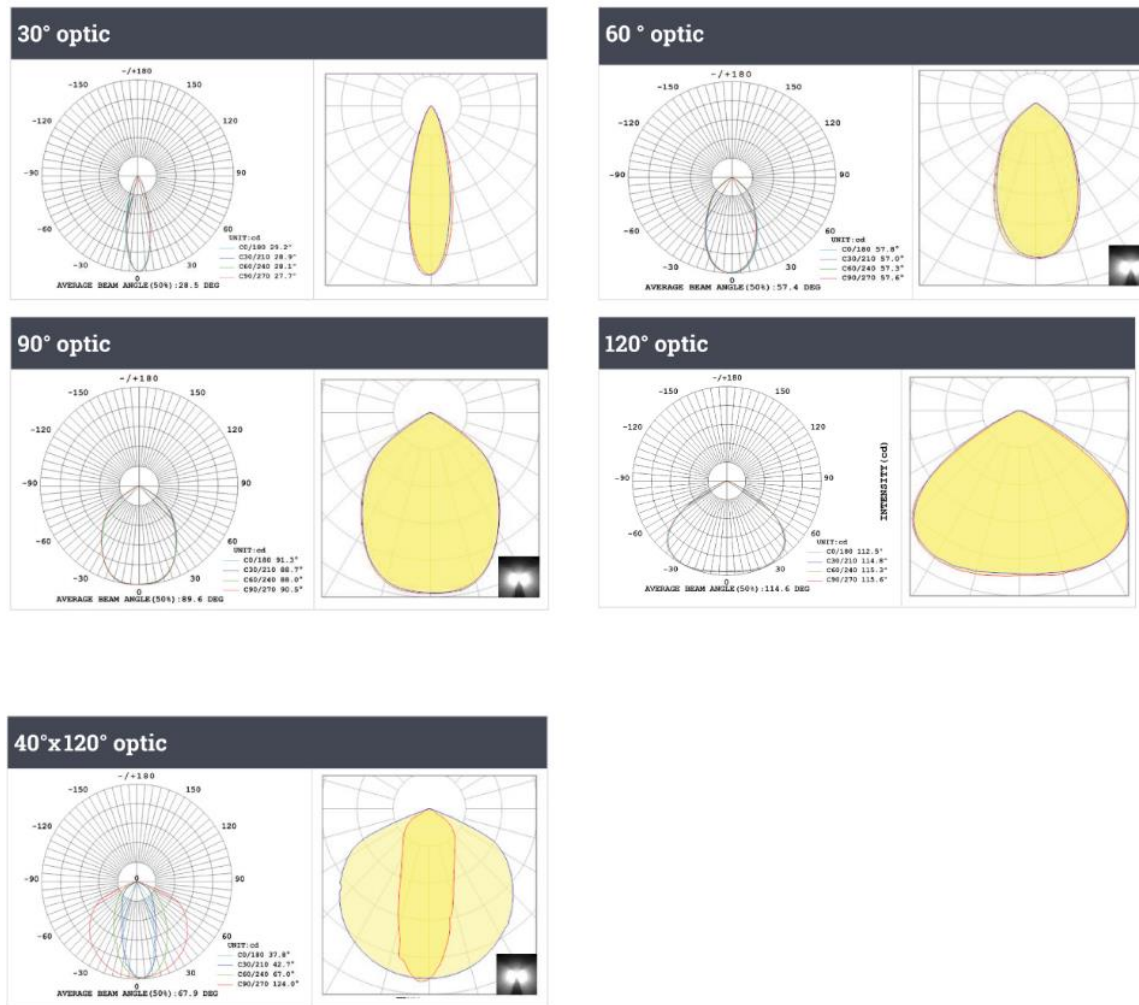 30° optic
-/+180
-150
150
-120
120
-90
90
-60
60
-30
30
0
UNIT:cd
C0/180 29.2°
C30/210 28.9°
C60/240 28.1°
C90/270 27.7°
AVERAGE BEAM ANGLE(50%):28.5 DEG
60 ° optic
-/+180
-150
150
-120
120
-90
90
-60
60
-30
30
0
UNIT:cd
C0/180 57.8°
C30/210 57.0°
C60/240 57.3°
C90/270 57.6°
AVERAGE BEAM ANGLE(50%):57.4 DEG
90° optic
-/+180
-150
150
-120
120
-90
90
-60
60
-30
30
0
UNIT:cd
C0/180 91.3°
C30/210 88.7°
C60/240 88.0°
C90/270 90.5°
AVERAGE BEAM ANGLE(50%):89.6 DEG
120° optic
-/+180
-150
150
-120
120
-90
90
-60
60
-30
30
0
UNIT:cd
C0/180 112.5°
C30/210 114.8°
C60/240 115.3°
C90/270 115.6°
AVERAGE BEAM ANGLE(50%):114.6 DEG
INTENSITY(cd)
40°x120° optic
-/+180
-150
150
-120
120
0
-90
90
-60
60
-30
30
0
UNIT:cd
C0/180 37.8°
C30/210 42.7°
C60/240 67.0°
C90/270 124.0°
AVERAGE BEAM ANGLE(50%):67.9 DEG